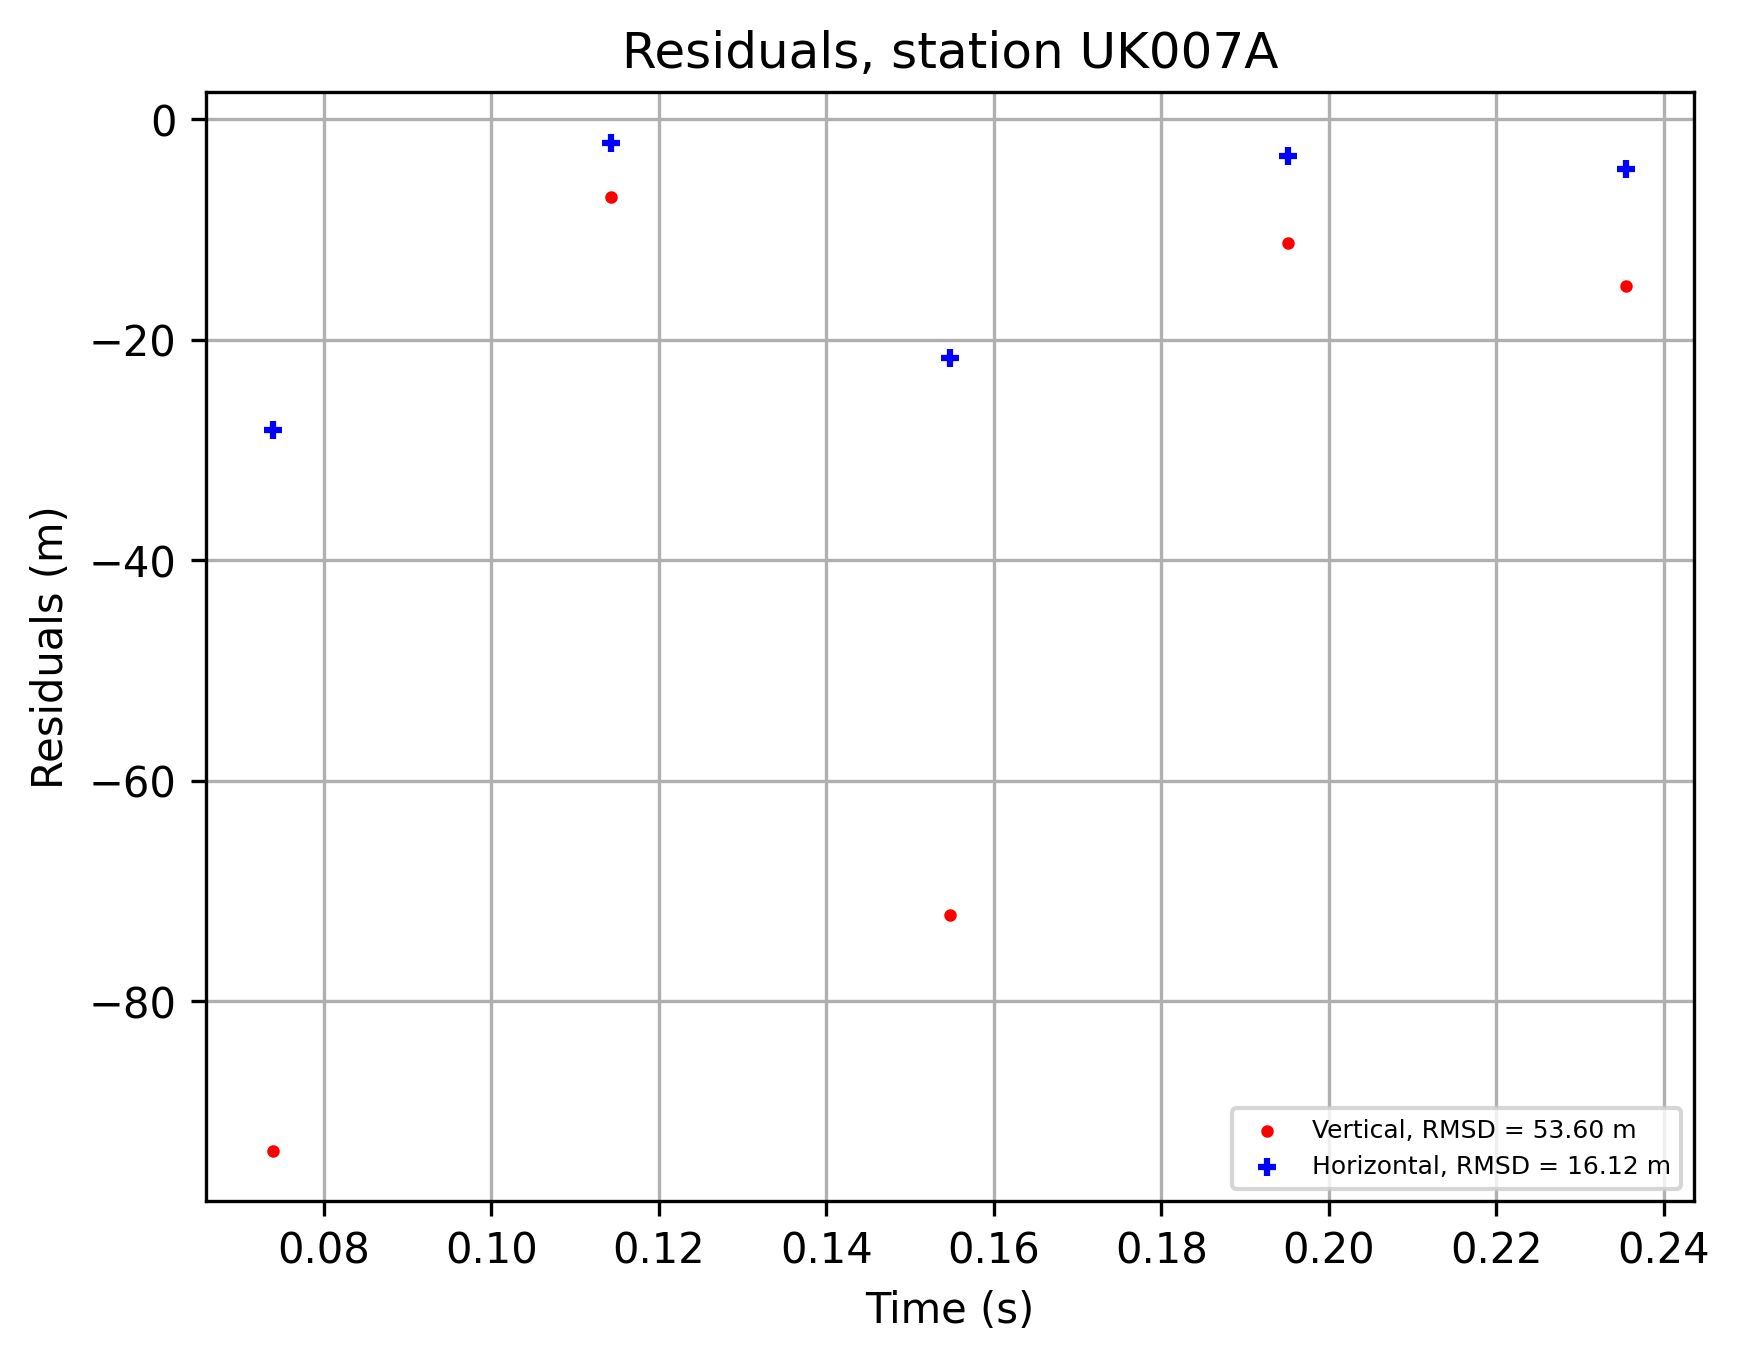 Residuals, station UK007A
0
−20
−40
−60
−80
Residuals (m)
Vertical, RMSD = 53.60 m
Horizontal, RMSD = 16.12 m
0.08 0.10 0.12 0.14 0.16 0.18 0.20 0.22 0.24
Time (s)